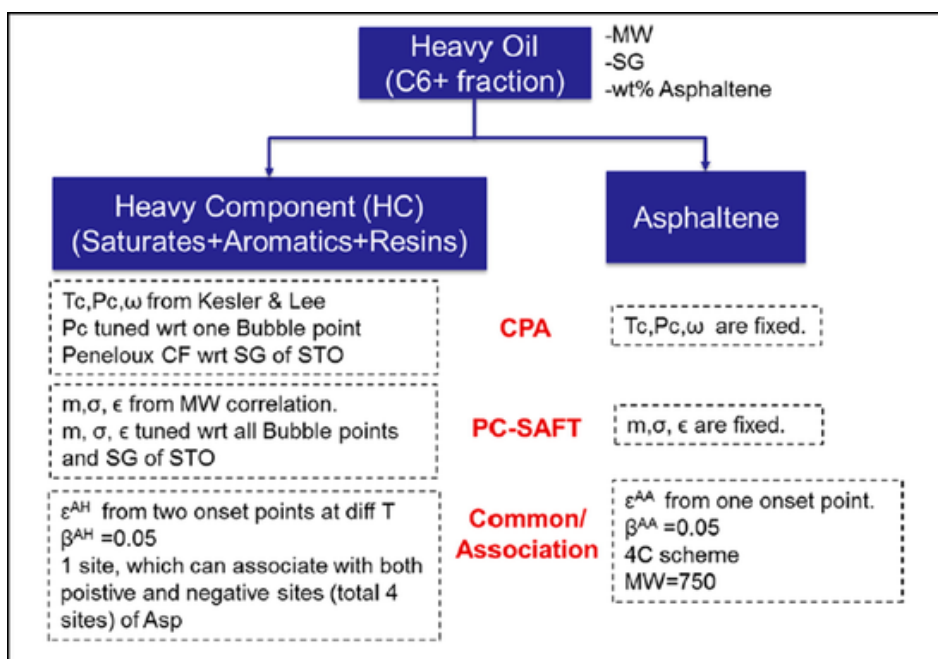 Heavy Oil
(C6+ fraction)
-MW
-SG
-wt% Asphaltene
Heavy Component (HC)
(Saturates+Aromatics+Resins)
Asphaltene
Tc,Pc,ω from Kesler & Lee
Pc tuned wrt one Bubble point
Peneloux CF wrt SG of STO
CPA
Tc,Pc,ω are fixed.
m,σ, ϵ from MW correlation.
m, σ, ϵ tuned wrt all Bubble points
and SG of STO
PC-SAFT
m,σ, ϵ are fixed.
εᴬᴴ from two onset points at diff T
βᴬᴴ =0.05
1 site, which can associate with both
poistive and negative sites (total 4
sites) of Asp
Common/
Association
εᴬᴬ from one onset point.
βᴬᴬ =0.05
4C scheme
MW=750